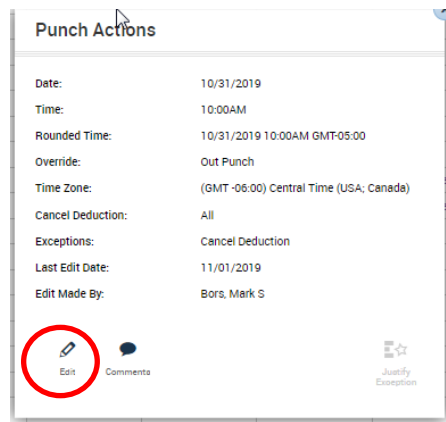 Punch Actions
Date: 10/31/2019
Time: 10:00AM
Rounded Time: 10/31/2019 10:00AM GMT-05:00
Override: Out Punch
Time Zone: (GMT -06:00) Central Time (USA; Canada)
Cancel Deduction: All
Exceptions: Cancel Deduction
Last Edit Date: 11/01/2019
Edit Made By: Bors, Mark S
Edit Comments Justify
Exception